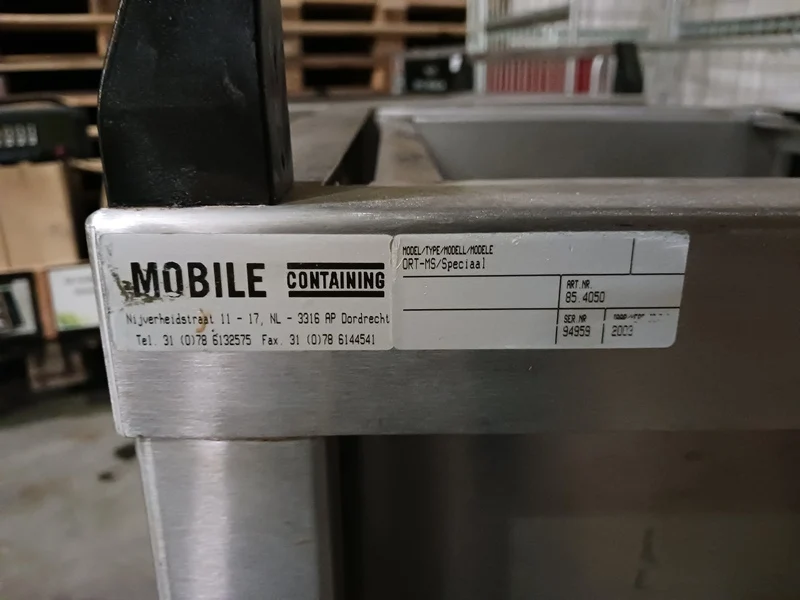 MOBILE CONTAINING
Nijverheidstraat 11 - 17, NL - 3316 AP Dordrecht
Tel. 31 (0)78 6132575 Fax. 31 (0)78 6144541
MODEL/TYPE/MODELL/MODELE
ORT-MS/Speciaal
ART.NR.
85.4050
SER.NR
94959
2003